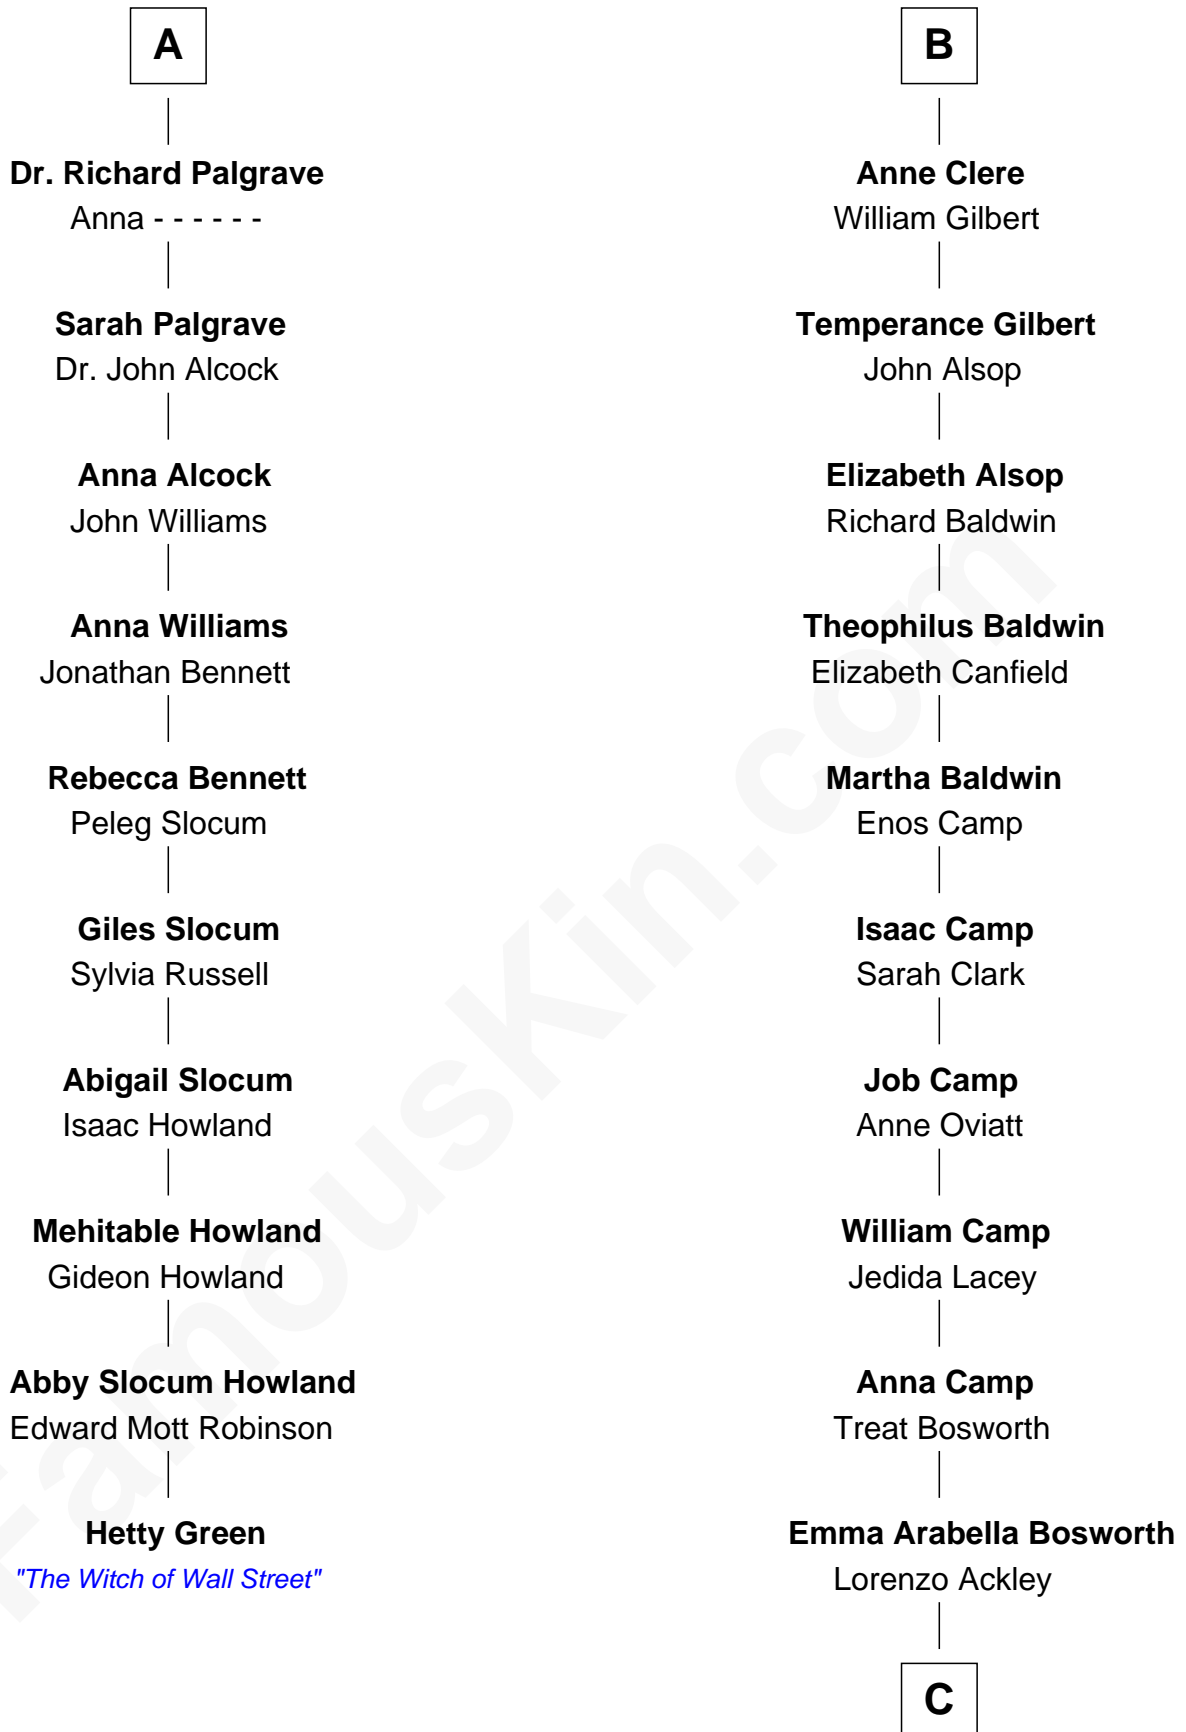 A
Dr. Richard Palgrave
Anna - - - - - -
Sarah Palgrave
Dr. John Alcock
Anna Alcock
John Williams
Anna Williams
Jonathan Bennett
Rebecca Bennett
Peleg Slocum
Giles Slocum
Sylvia Russell
Abigail Slocum
Isaac Howland
Mehitable Howland
Gideon Howland
Abby Slocum Howland
Edward Mott Robinson
Hetty Green
"The Witch of Wall Street"
B
Anne Clere
William Gilbert
Temperance Gilbert
John Alsop
Elizabeth Alsop
Richard Baldwin
Theophilus Baldwin
Elizabeth Canfield
Martha Baldwin
Enos Camp
Isaac Camp
Sarah Clark
Job Camp
Anne Oviatt
William Camp
Jedida Lacey
Anna Camp
Treat Bosworth
Emma Arabella Bosworth
Lorenzo Ackley
C
FamousKin.com